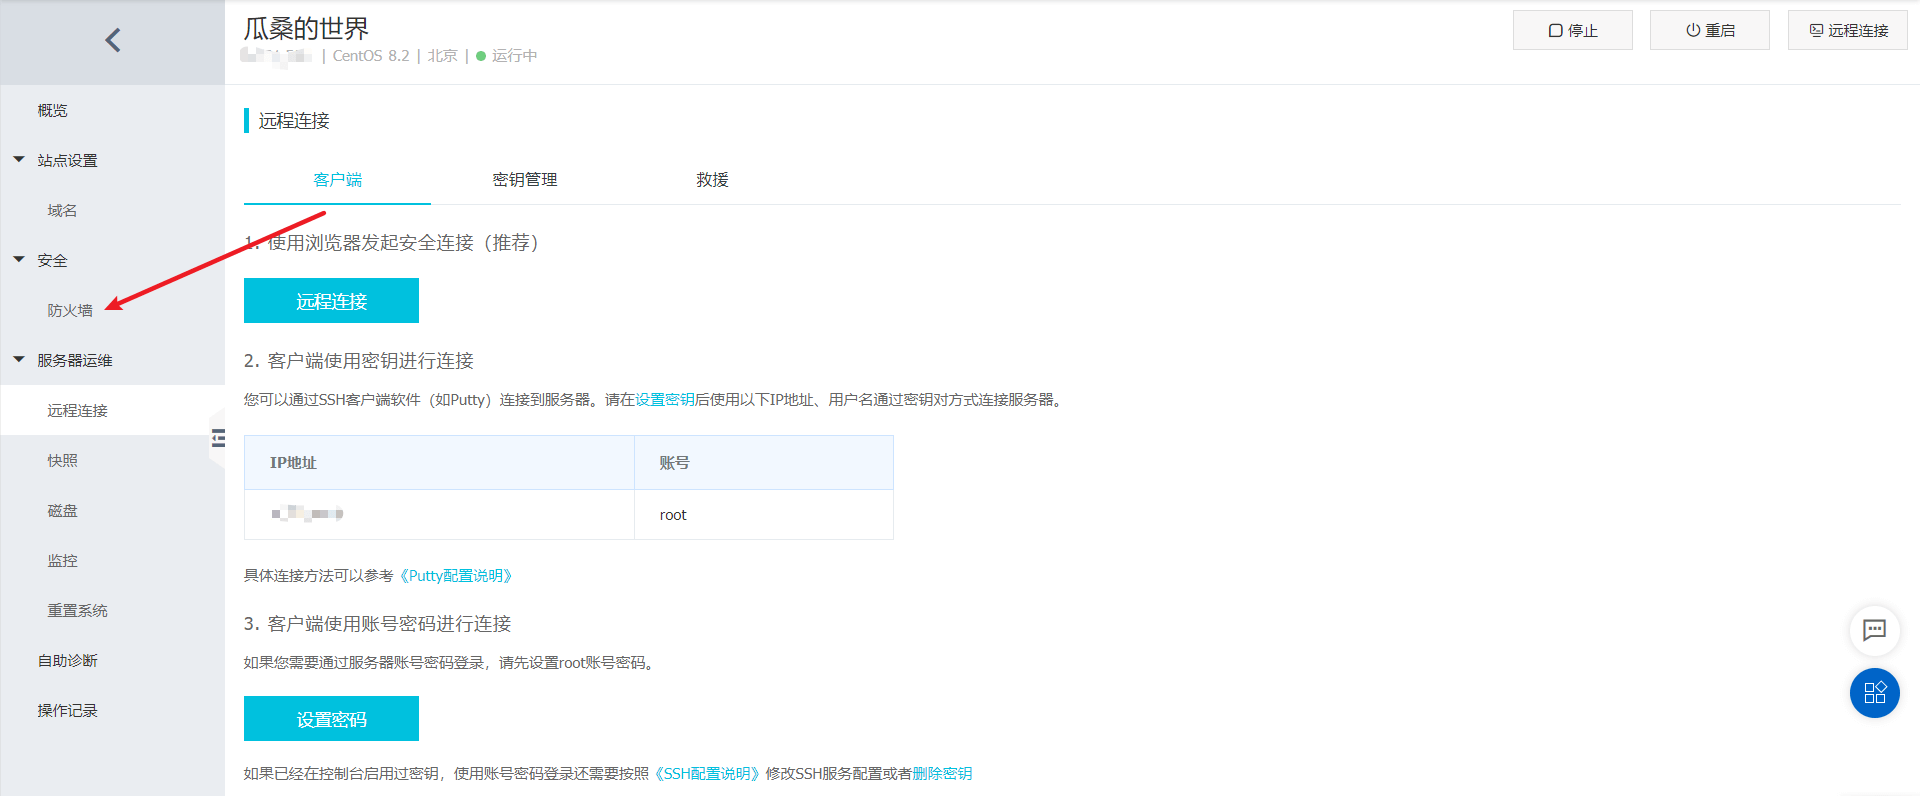 瓜桑的世界
| CentOS 8.2 | 北京 | 运行中
停止
重启
远程连接
概览
站点设置
域名
安全
防火墙
服务器运维
远程连接
快照
磁盘
监控
重置系统
自助诊断
操作记录
远程连接
客户端
密钥管理
救援
1. 使用浏览器发起安全连接（推荐）
远程连接
2. 客户端使用密钥进行连接
您可以通过SSH客户端软件（如Putty）连接到服务器。请在设置密钥后使用以下IP地址、用户名通过密钥对方式连接服务器。
IP地址
账号
root
具体连接方法可以参考《Putty配置说明》
3. 客户端使用账号密码进行连接
如果您需要通过服务器账号密码登录，请先设置root账号密码。
设置密码
如果已经在控制台启用过密钥，使用账号密码登录还需要按照《SSH配置说明》修改SSH服务配置或者删除密钥